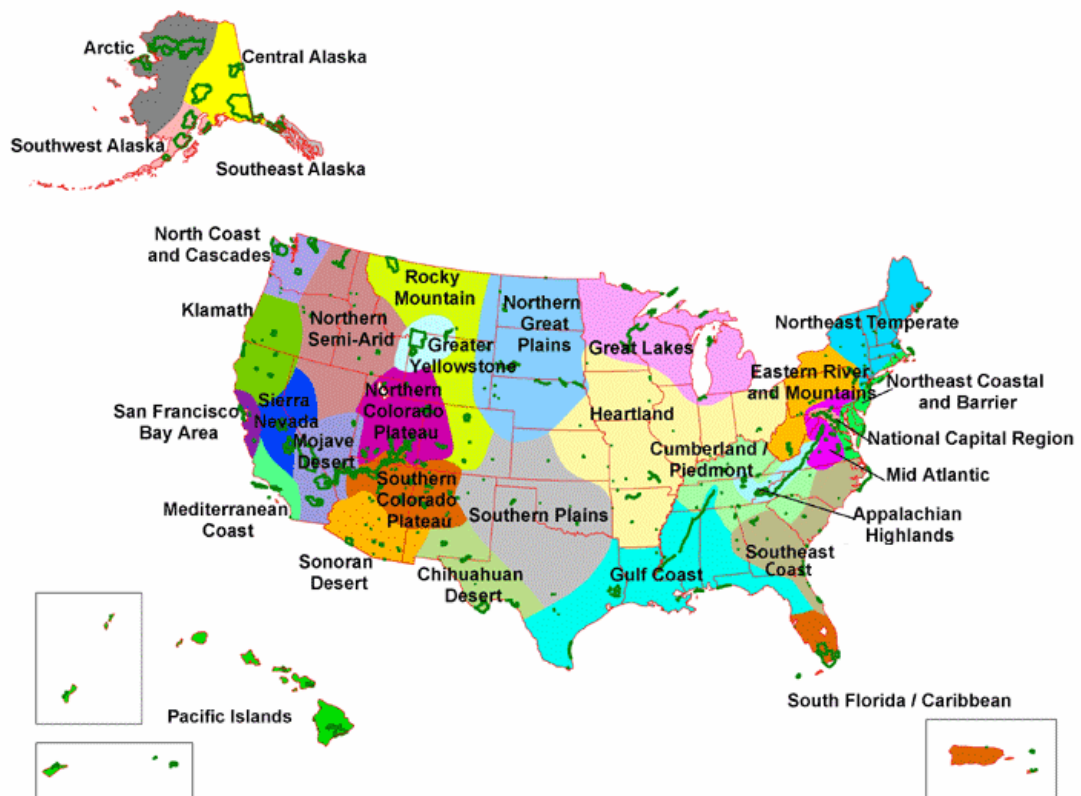 Arctic
Central Alaska
Southwest Alaska
Southeast Alaska
North Coast
and Cascades
Rocky
Mountain
Klamath
Northern
Semi-Arid
Northern
Great
Plains
Northeast Temperate
Greater
Yellowstone
Great Lakes
Eastern River
and Mountains
Northeast Coastal
and Barrier
Northern
Colorado
Plateau
Sierra
Nevada
San Francisco
Bay Area
Heartland
Mojave
Desert
National Capital Region
Cumberland /
Piedmont
Mid Atlantic
Southern
Colorado
Plateau
Mediterranean
Coast
Southern Plains
Appalachian
Highlands
Southeast
Coast
Sonoran
Desert
Chihuahuan
Desert
Gulf Coast
South Florida / Caribbean
Pacific Islands